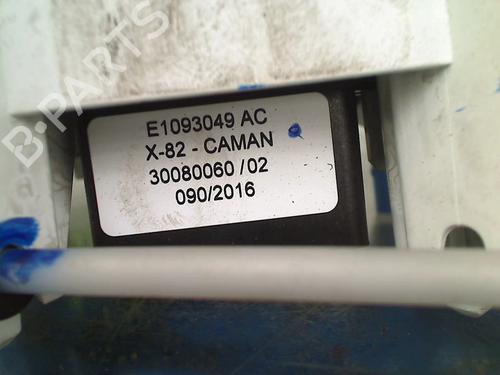 B-PARTS
E1093049 AC
X-82 - CAMAN
30080060 /02
090/2016